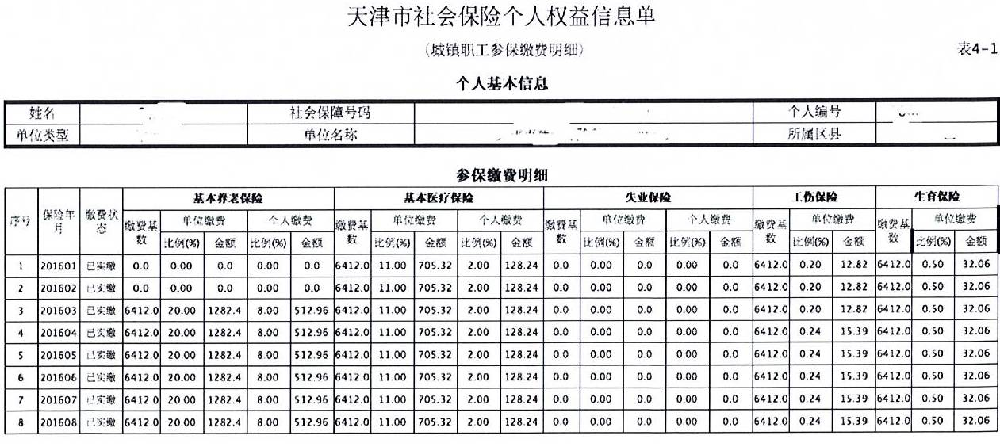 天津市社会保险个人权益信息单
（城镇职工参保缴费明细） 表4-1
个人基本信息
姓名 社会保障号码 个人编号
单位类型 单位名称 所属区县
参保缴费明细
序号 保险年月 缴费状态 基本养老保险 基本医疗保险 失业保险 工伤保险 生育保险
缴费基数 单位缴费 个人缴费 缴费基数 单位缴费 个人缴费 缴费基数 单位缴费 个人缴费 缴费基数 单位缴费 缴费基数 单位缴费
比例(%) 金额 比例(%) 金额 比例(%) 金额 比例(%) 金额 比例(%) 金额 比例(%) 金额 比例(%) 金额 比例(%) 金额
1 201601 已实缴 0.0 0.00 0.0 0.00 0.0 6412.0 11.00 705.32 2.00 128.24 0.0 0.00 0.0 0.00 0.0 6412.0 0.20 12.82 6412.0 0.50 32.06
2 201602 已实缴 0.0 0.00 0.0 0.00 0.0 6412.0 11.00 705.32 2.00 128.24 0.0 0.00 0.0 0.00 0.0 6412.0 0.20 12.82 6412.0 0.50 32.06
3 201603 已实缴 6412.0 20.00 1282.4 8.00 512.96 6412.0 11.00 705.32 2.00 128.24 0.0 0.00 0.0 0.00 0.0 6412.0 0.20 12.82 6412.0 0.50 32.06
4 201604 已实缴 6412.0 20.00 1282.4 8.00 512.96 6412.0 11.00 705.32 2.00 128.24 0.0 0.00 0.0 0.00 0.0 6412.0 0.24 15.39 6412.0 0.50 32.06
5 201605 已实缴 6412.0 20.00 1282.4 8.00 512.96 6412.0 11.00 705.32 2.00 128.24 0.0 0.00 0.0 0.00 0.0 6412.0 0.24 15.39 6412.0 0.50 32.06
6 201606 已实缴 6412.0 20.00 1282.4 8.00 512.96 6412.0 11.00 705.32 2.00 128.24 0.0 0.00 0.0 0.00 0.0 6412.0 0.24 15.39 6412.0 0.50 32.06
7 201607 已实缴 6412.0 20.00 1282.4 8.00 512.96 6412.0 11.00 705.32 2.00 128.24 0.0 0.00 0.0 0.00 0.0 6412.0 0.24 15.39 6412.0 0.50 32.06
8 201608 已实缴 6412.0 20.00 1282.4 8.00 512.96 6412.0 11.00 705.32 2.00 128.24 0.0 0.00 0.0 0.00 0.0 6412.0 0.24 15.39 6412.0 0.50 32.06